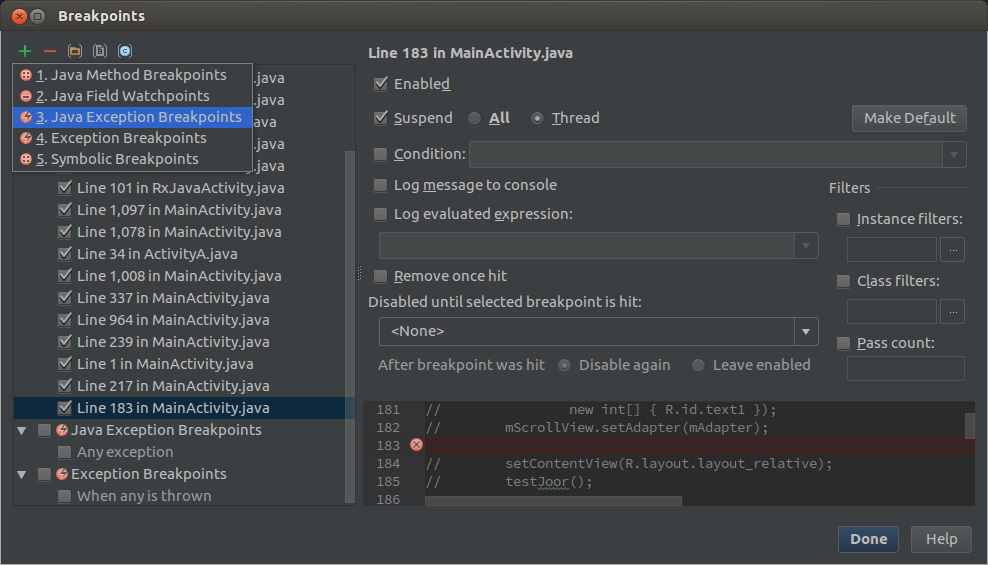 Breakpoints
1. Java Method Breakpoints
2. Java Field Watchpoints
3. Java Exception Breakpoints
4. Exception Breakpoints
5. Symbolic Breakpoints
.java
.java
va
.java
.java
Line 101 in RxJavaActivity.java
Line 1,097 in MainActivity.java
Line 1,078 in MainActivity.java
Line 34 in ActivityA.java
Line 1,008 in MainActivity.java
Line 337 in MainActivity.java
Line 964 in MainActivity.java
Line 239 in MainActivity.java
Line 1 in MainActivity.java
Line 217 in MainActivity.java
Line 183 in MainActivity.java
Java Exception Breakpoints
Any exception
Exception Breakpoints
When any is thrown
Line 183 in MainActivity.java
Enabled
Suspend All Thread Make Default
Condition:
Log message to console
Log evaluated expression:
Remove once hit
Disabled until selected breakpoint is hit:
<None>
After breakpoint was hit Disable again Leave enabled
Filters
Instance filters:
...
Class filters:
...
Pass count:
181 // new int[] { R.id.text1 });
182 // mScrollView.setAdapter(mAdapter);
183
184 // setContentView(R.layout.layout_relative);
185 // testJoor();
186
Done Help